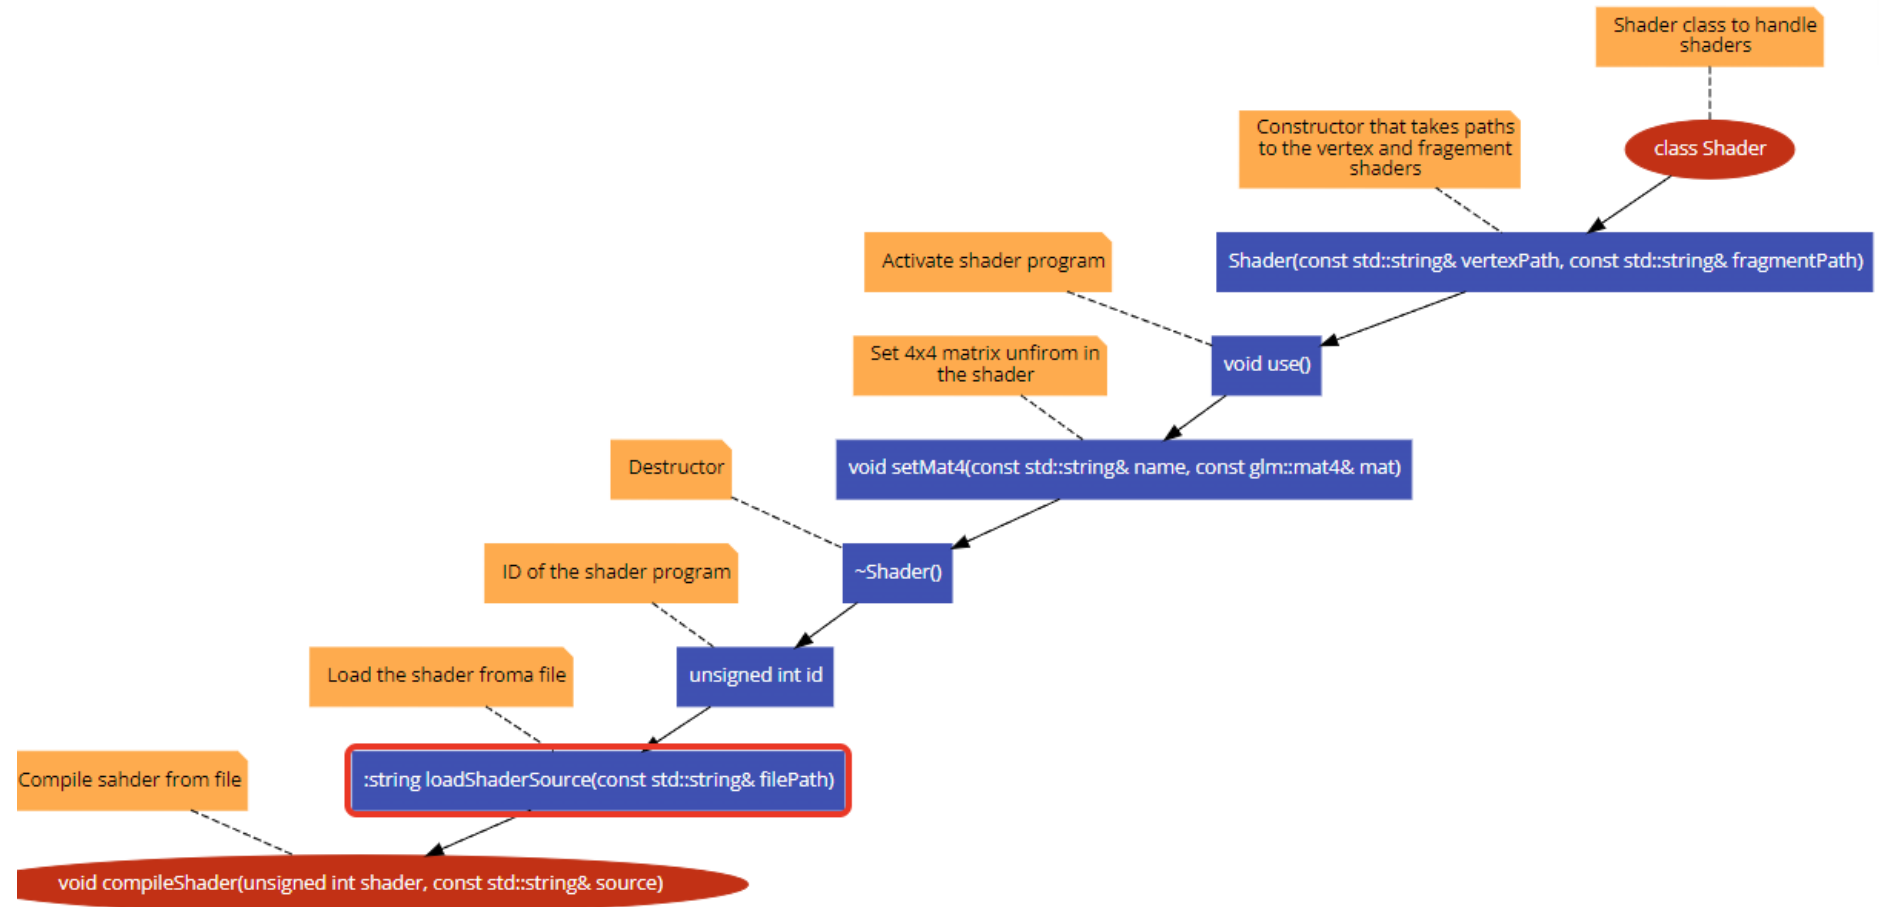 Shader class to handle
shaders
class Shader
Constructor that takes paths
to the vertex and fragement
shaders
Shader(const std::string& vertexPath, const std::string& fragmentPath)
Activate shader program
void use()
Set 4x4 matrix unfirom in
the shader
void setMat4(const std::string& name, const glm::mat4& mat)
Destructor
~Shader()
ID of the shader program
unsigned int id
Load the shader froma file
:string loadShaderSource(const std::string& filePath)
Compile sahder from file
void compileShader(unsigned int shader, const std::string& source)